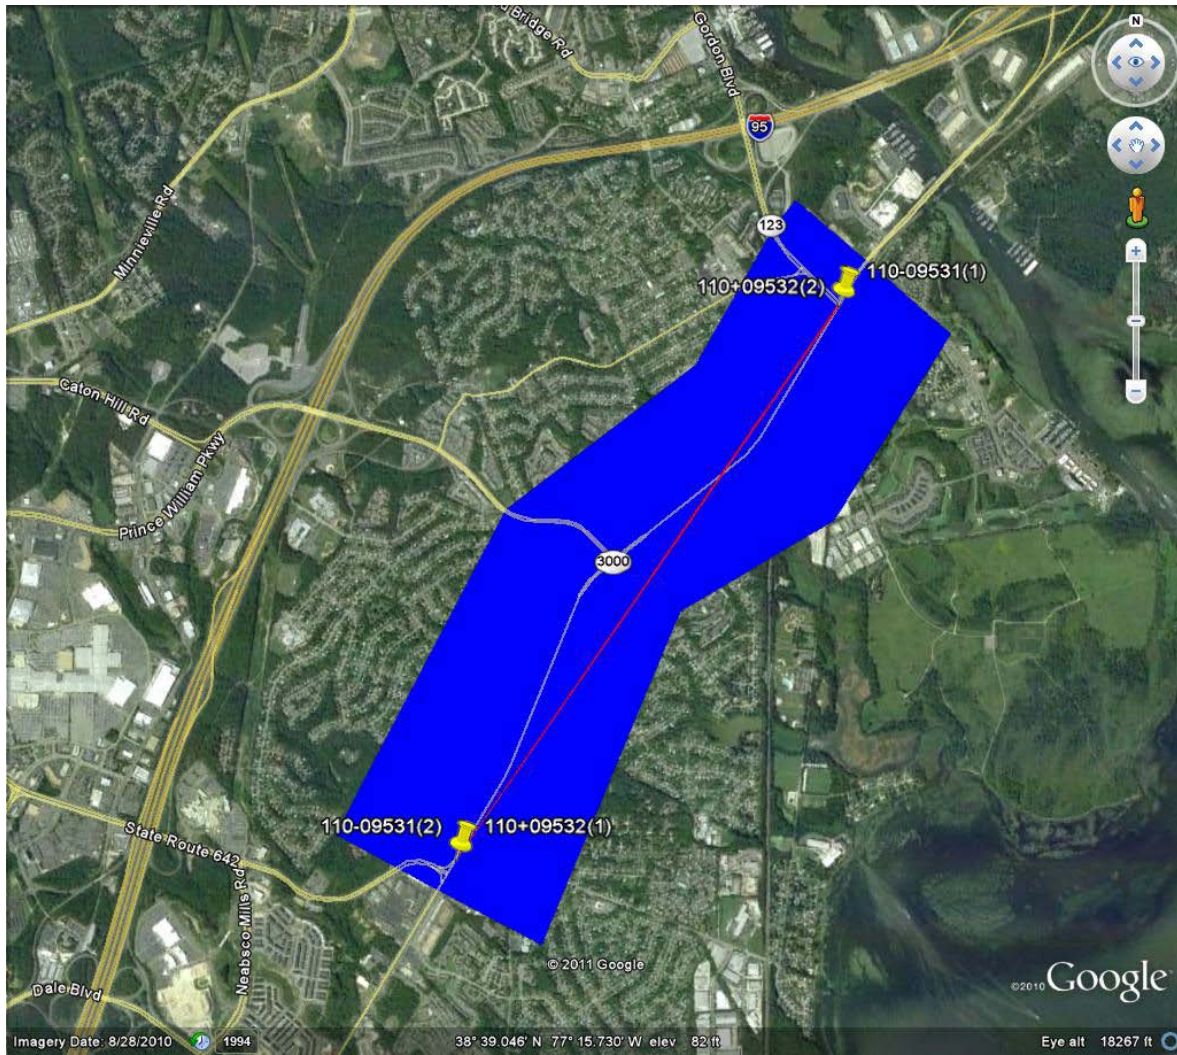 d Bridge Rd
Gordon Blvd
N
95
Minnieville Rd
123
110-09531(1)
110+09532(2)
Caton Hill Rd
Prince William Pkwy
3000
110-09531(2)
110+09532(1)
State Route 642
Neabsco Mills Rd
© 2011 Google
Dale Blvd
©2010 Google
Imagery Date: 8/28/2010
1994
38° 39.046' N 77° 15.730' W elev 82 ft
Eye alt 18267 ft